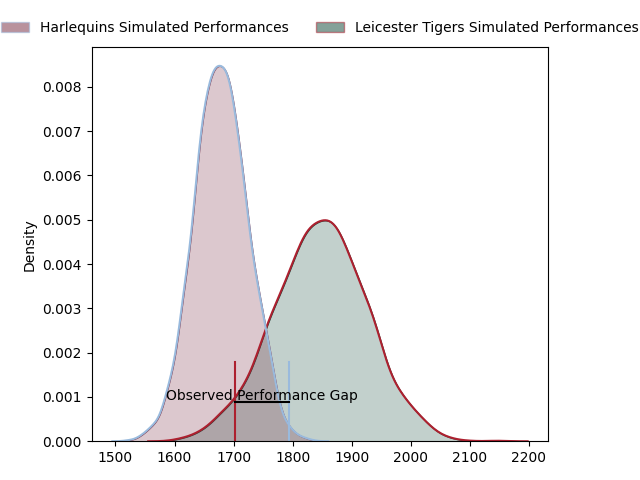 Harlequins Simulated Performances
Leicester Tigers Simulated Performances
0.008
0.007
0.006
0.005
0.004
0.003
0.002
0.001
0.000
Density
Observed Performance Gap
1500 1600 1700 1800 1900 2000 2100 2200